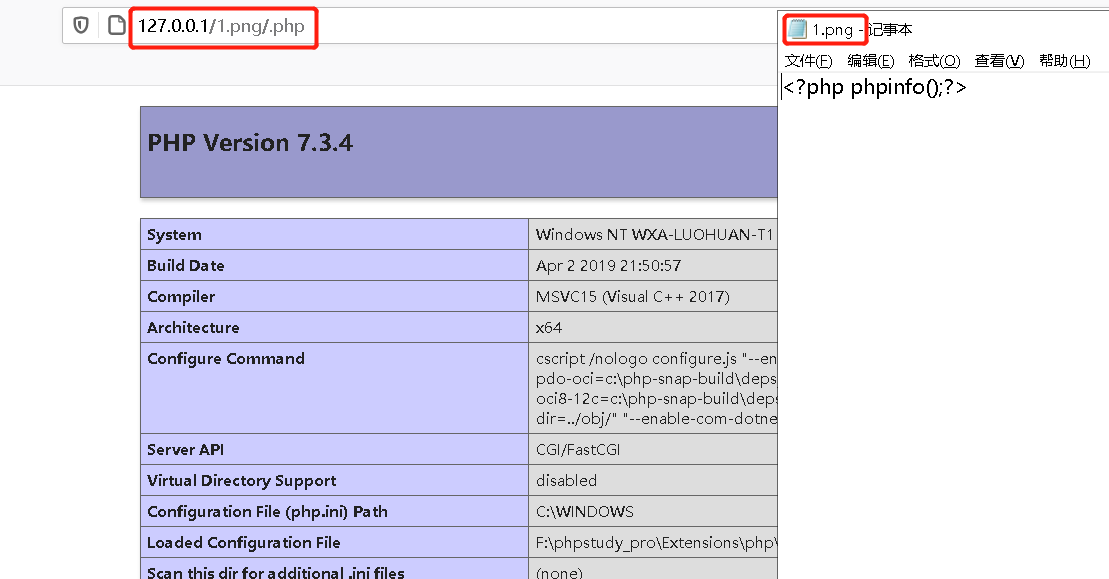 127.0.0.1/1.png/.php
1.png - 记事本
文件(F) 编辑(E) 格式(O) 查看(V) 帮助(H)
<?php phpinfo();?>
PHP Version 7.3.4
System Windows NT WXA-LUOHUAN-T1
Build Date Apr 2 2019 21:50:57
Compiler MSVC15 (Visual C++ 2017)
Architecture x64
Configure Command cscript /nologo configure.js "--en
pdo-oci=c:\php-snap-build\deps
oci8-12c=c:\php-snap-build\deps
dir=../obj/" "--enable-com-dotne
Server API CGI/FastCGI
Virtual Directory Support disabled
Configuration File (php.ini) Path C:\WINDOWS
Loaded Configuration File F:\phpstudy_pro\Extensions\php\
Scan this dir for additional .ini files (none)